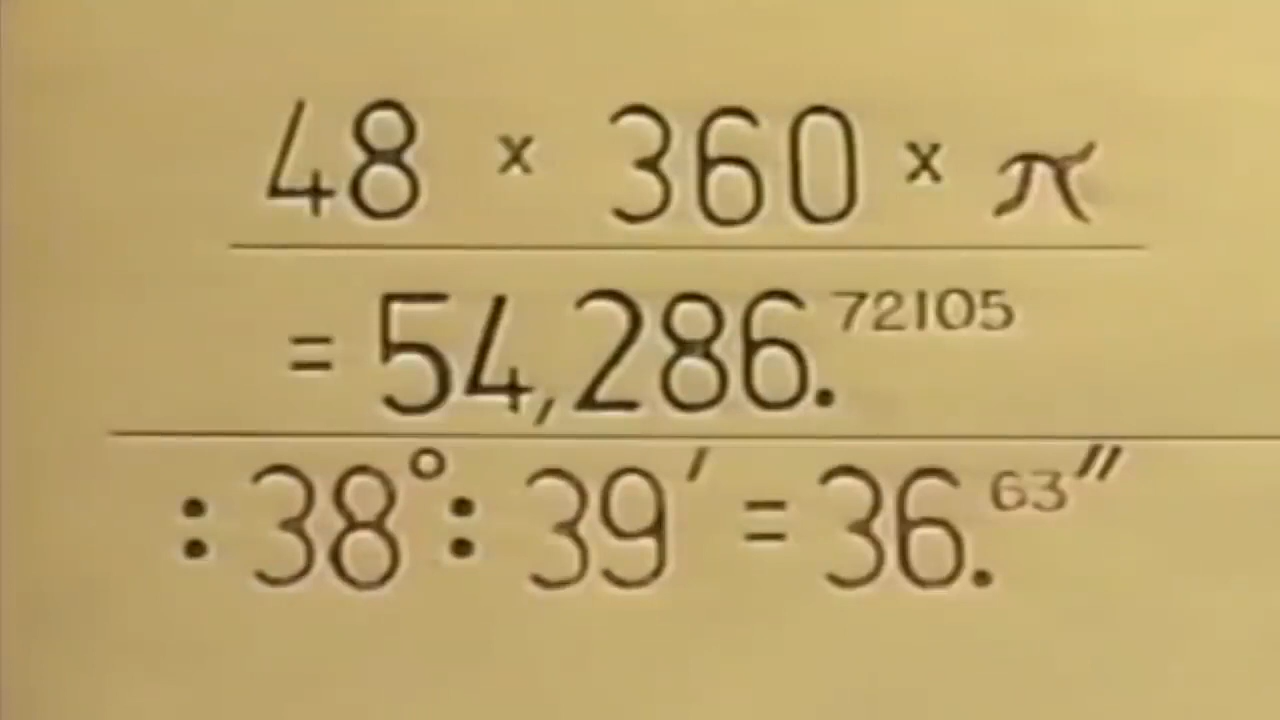 48 x 360 x π
= 54,286.72105
: 38° : 39′ = 36.63″